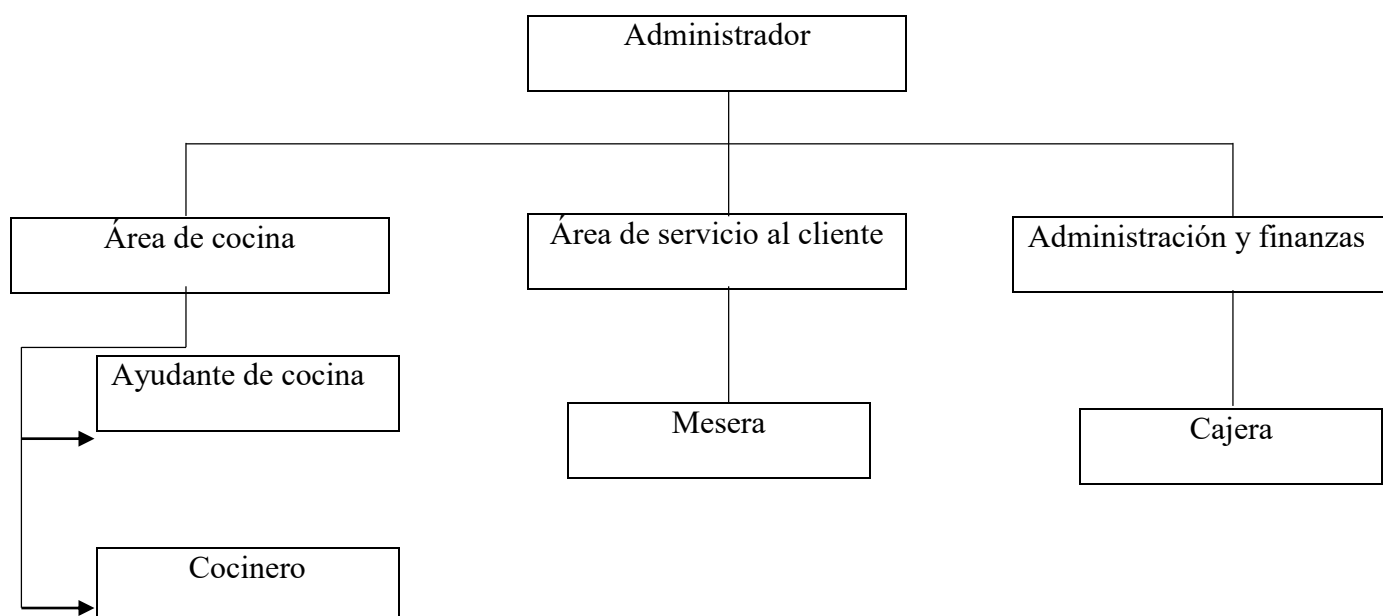 Administrador
Área de cocina
Área de servicio al cliente
Administración y finanzas
Ayudante de cocina
Mesera
Cajera
Cocinero